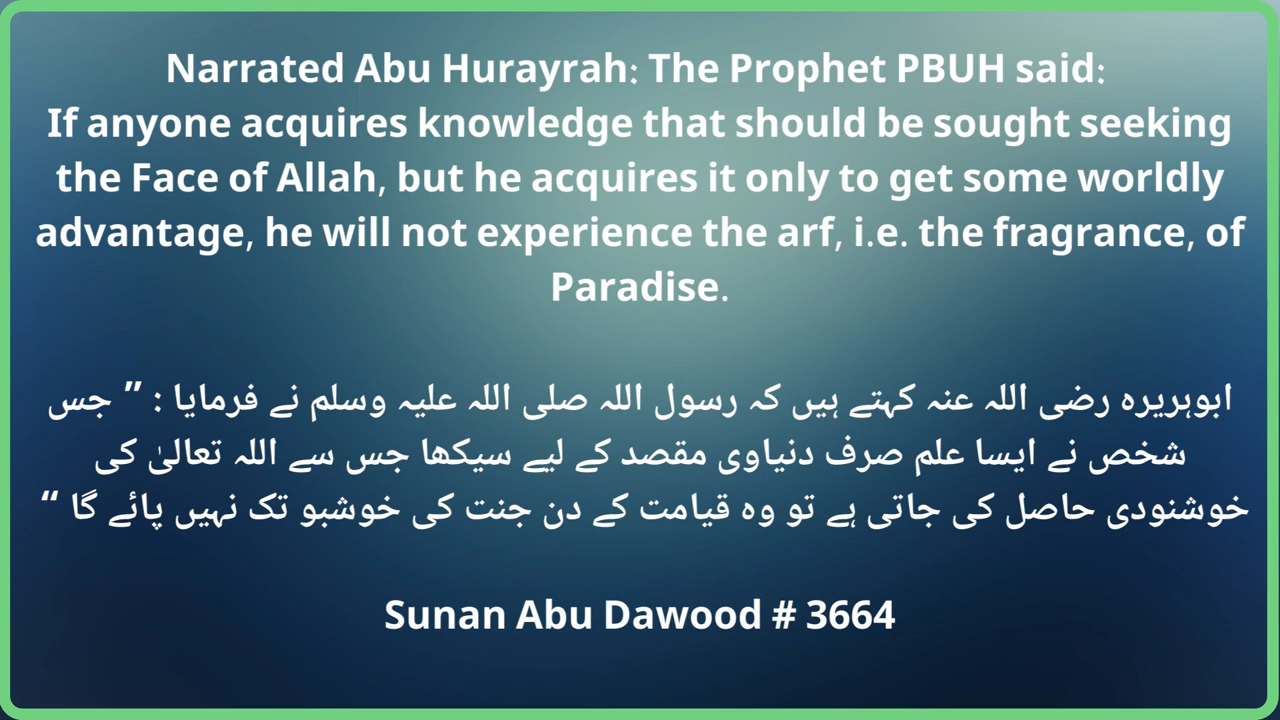 Narrated Abu Hurayrah: The Prophet PBUH said:
If anyone acquires knowledge that should be sought seeking
the Face of Allah, but he acquires it only to get some worldly
advantage, he will not experience the arf, i.e. the fragrance, of
Paradise.
ابوہریرہ رضی اللہ عنہ کہتے ہیں کہ رسول اللہ صلی اللہ علیہ وسلم نے فرمایا : ” جس
شخص نے ایسا علم صرف دنیاوی مقصد کے لیے سیکھا جس سے اللہ تعالیٰ کی
خوشنودی حاصل کی جاتی ہے تو وہ قیامت کے دن جنت کی خوشبو تک نہیں پائے گا “
Sunan Abu Dawood # 3664